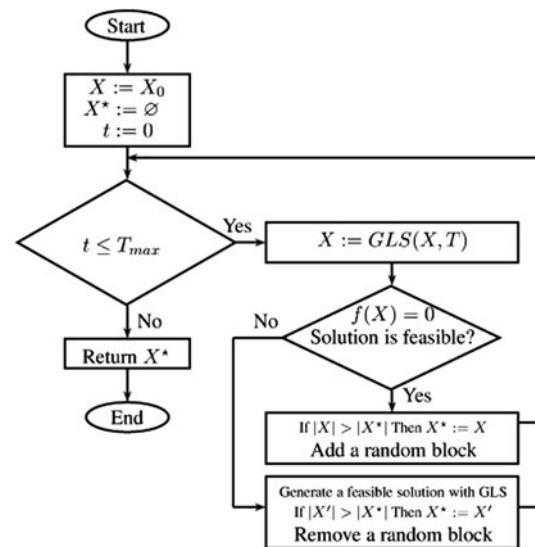 Start
X := X₀
X* := ∅
t := 0
t ≤ T_max
Yes
X := GLS(X, T)
No
Return X*
End
f(X) = 0
Solution is feasible?
No
Yes
If |X| > |X*| Then X* := X
Add a random block
Generate a feasible solution with GLS
If |X'| > |X*| Then X* := X'
Remove a random block